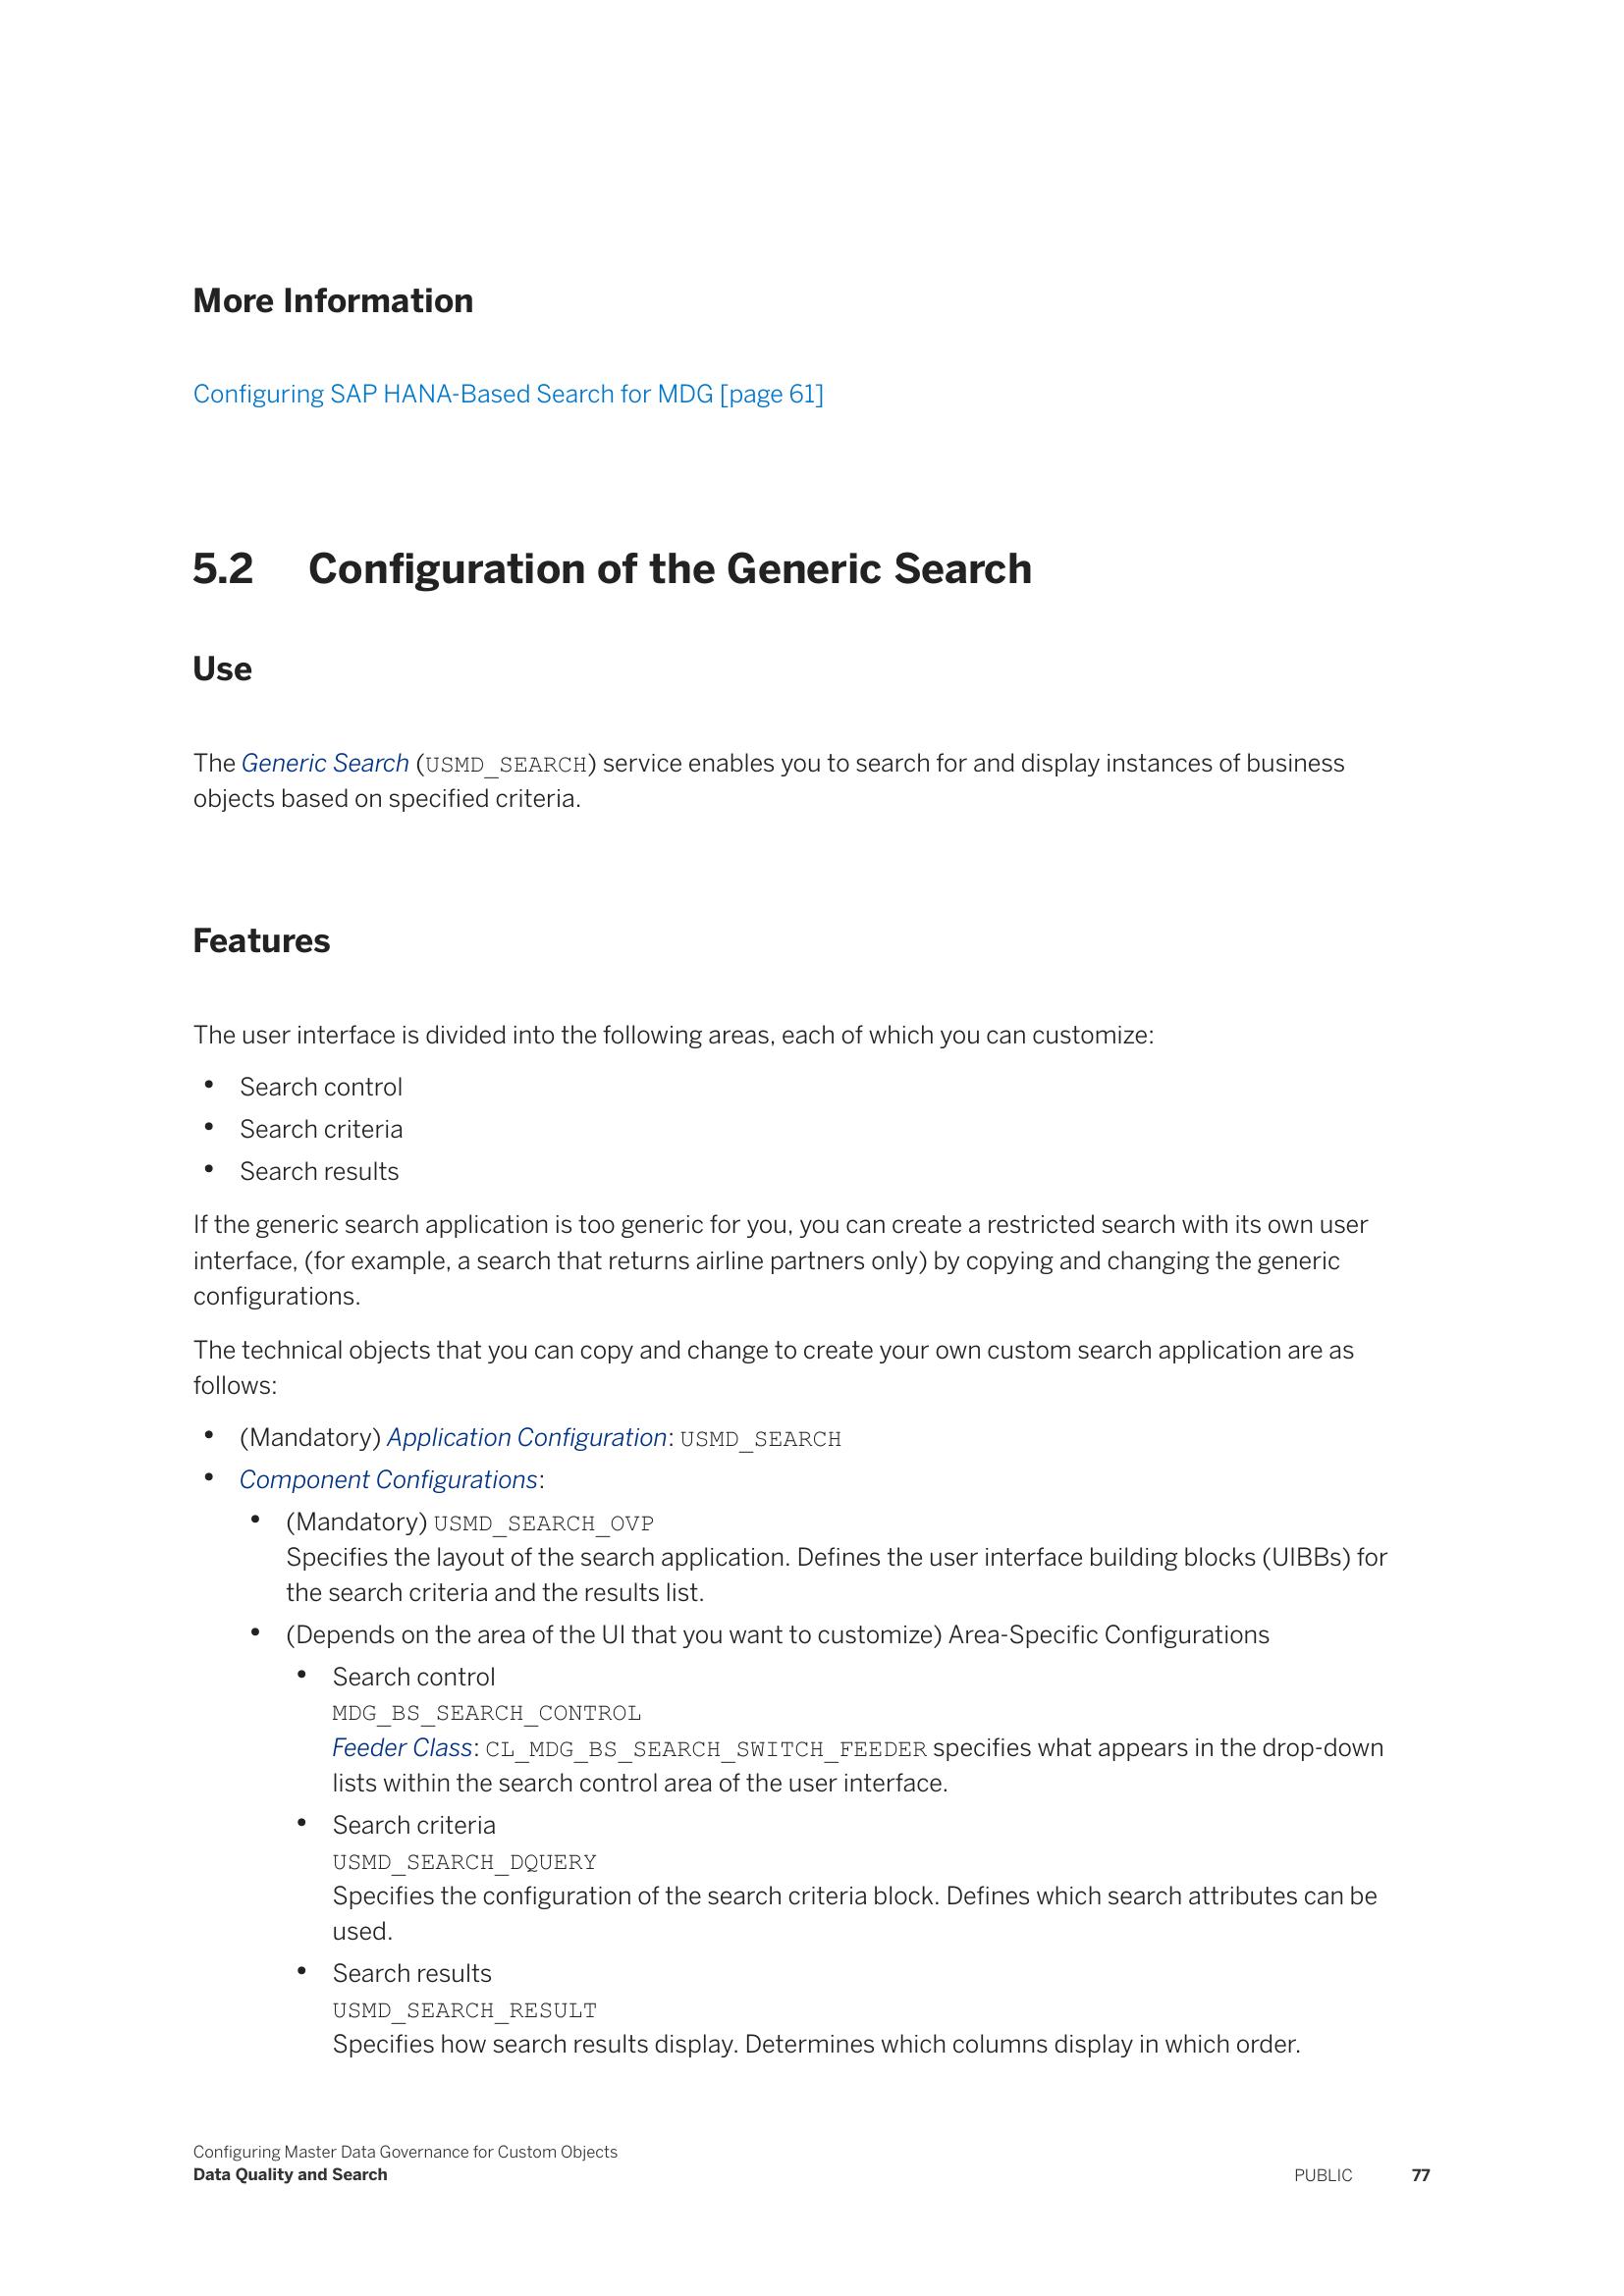 More Information
Configuring SAP HANA-Based Search for MDG [page 61]
5.2 Configuration of the Generic Search
Use
The Generic Search (USMD_SEARCH) service enables you to search for and display instances of business
objects based on specified criteria.
Features
The user interface is divided into the following areas, each of which you can customize:
• Search control
• Search criteria
• Search results
If the generic search application is too generic for you, you can create a restricted search with its own user
interface, (for example, a search that returns airline partners only) by copying and changing the generic
configurations.
The technical objects that you can copy and change to create your own custom search application are as
follows:
• (Mandatory) Application Configuration: USMD_SEARCH
• Component Configurations:
• (Mandatory) USMD_SEARCH_OVP
Specifies the layout of the search application. Defines the user interface building blocks (UIBBs) for
the search criteria and the results list.
• (Depends on the area of the UI that you want to customize) Area-Specific Configurations
• Search control
MDG_BS_SEARCH_CONTROL
Feeder Class: CL_MDG_BS_SEARCH_SWITCH_FEEDER specifies what appears in the drop-down
lists within the search control area of the user interface.
• Search criteria
USMD_SEARCH_DQUERY
Specifies the configuration of the search criteria block. Defines which search attributes can be
used.
• Search results
USMD_SEARCH_RESULT
Specifies how search results display. Determines which columns display in which order.
Configuring Master Data Governance for Custom Objects
Data Quality and Search
PUBLIC 77